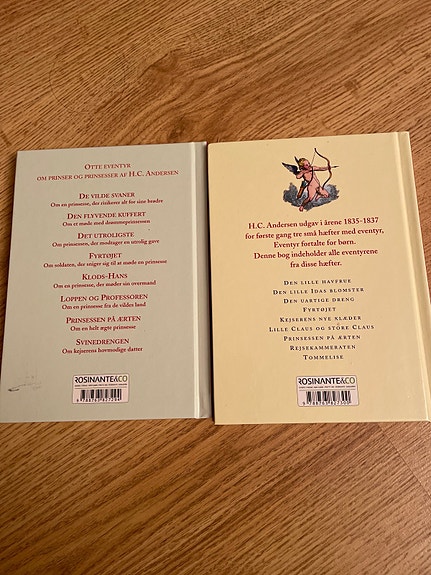 Otte eventyr
om prinser og prinsesser af H.C. Andersen
De vilde svaner
Om en prinsesse, der risikerer alt for sine brødre
Den flyvende kuffert
Om et møde med drømmeprinsessen
Det utroligste
Om prinsessen, der modtager en utrolig gave
Fyrtøjet
Om soldaten, der sniger sig til at møde en prinsesse
Klods-Hans
Om en prinsesse, der møder sin overmand
Loppen og Professoren
Om en prinsesse fra de vildes land
Prinsessen på ærten
Om en helt ægte prinsesse
Svinedrengen
Om kejserens hovmodige datter
ROSINANTE&CO
H.C. Andersen udgav i årene 1835-1837
for første gang tre små hæfter med eventyr,
Eventyr fortalte for børn.
Denne bog indeholder alle eventyrene
fra disse hæfter.
Den lille havfrue
Den lille Idas blomster
Den uartige dreng
Fyrtøjet
Kejserens nye klæder
Lille Claus og store Claus
Prinsessen på ærten
Rejsekammeraten
Tommelise
ROSINANTE&CO